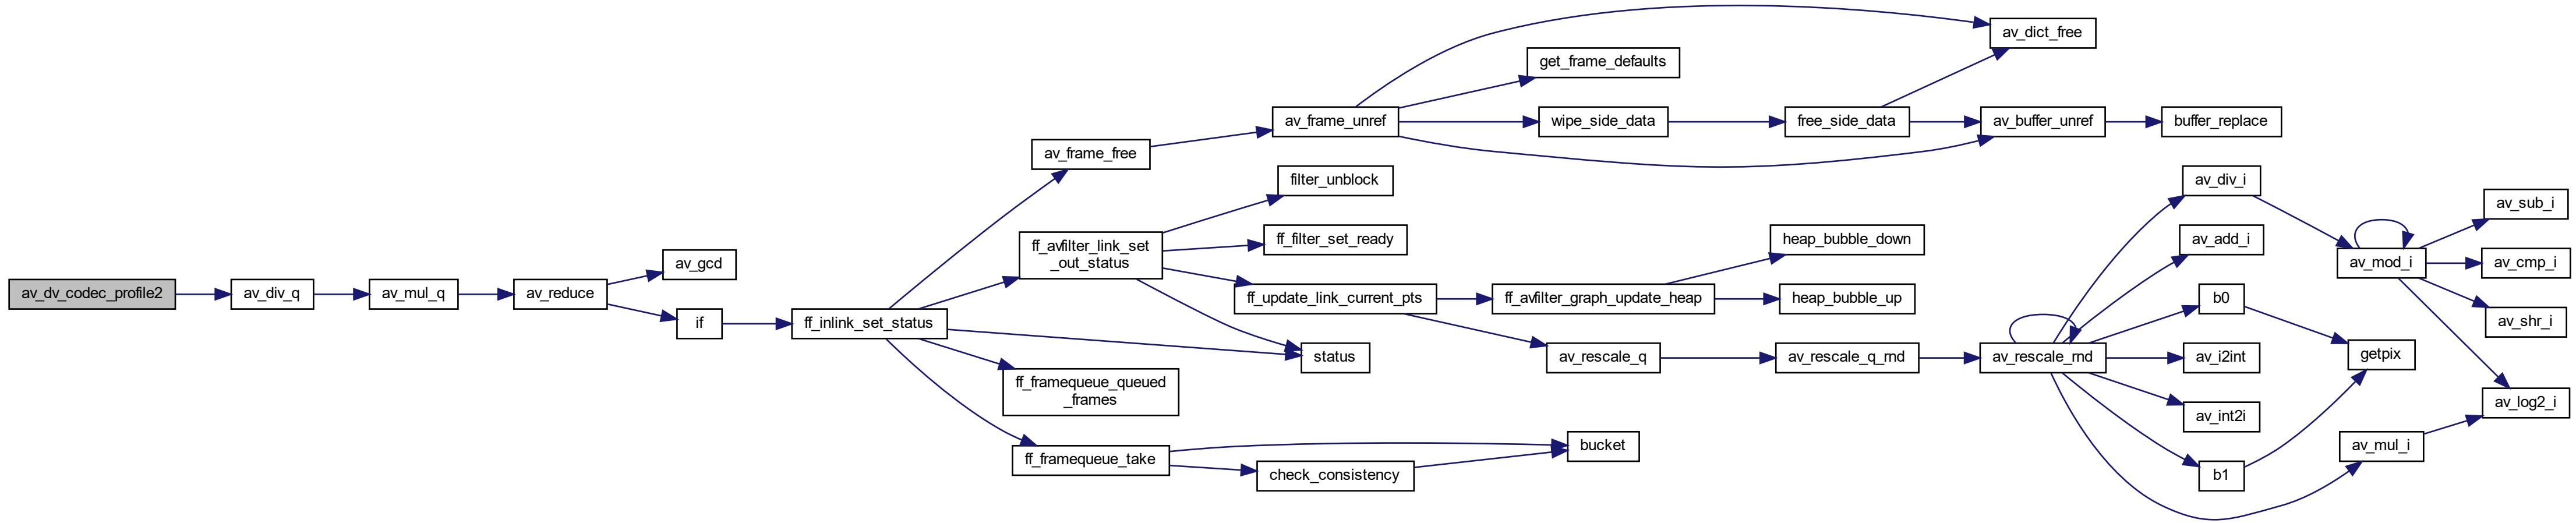 av_dv_codec_profile2
av_div_q
av_mul_q
av_reduce
av_gcd
if
ff_inlink_set_status
av_frame_free
ff_avfilter_link_set
_out_status
ff_framequeue_queued
_frames
ff_framequeue_take
av_frame_unref
filter_unblock
ff_filter_set_ready
ff_update_link_current_pts
status
check_consistency
get_frame_defaults
wipe_side_data
ff_avfilter_graph_update_heap
av_rescale_q
bucket
free_side_data
heap_bubble_down
heap_bubble_up
av_rescale_q_rnd
av_dict_free
av_buffer_unref
av_rescale_rnd
buffer_replace
av_div_i
av_add_i
b0
av_i2int
av_int2i
b1
av_mod_i
getpix
av_mul_i
av_sub_i
av_cmp_i
av_shr_i
av_log2_i